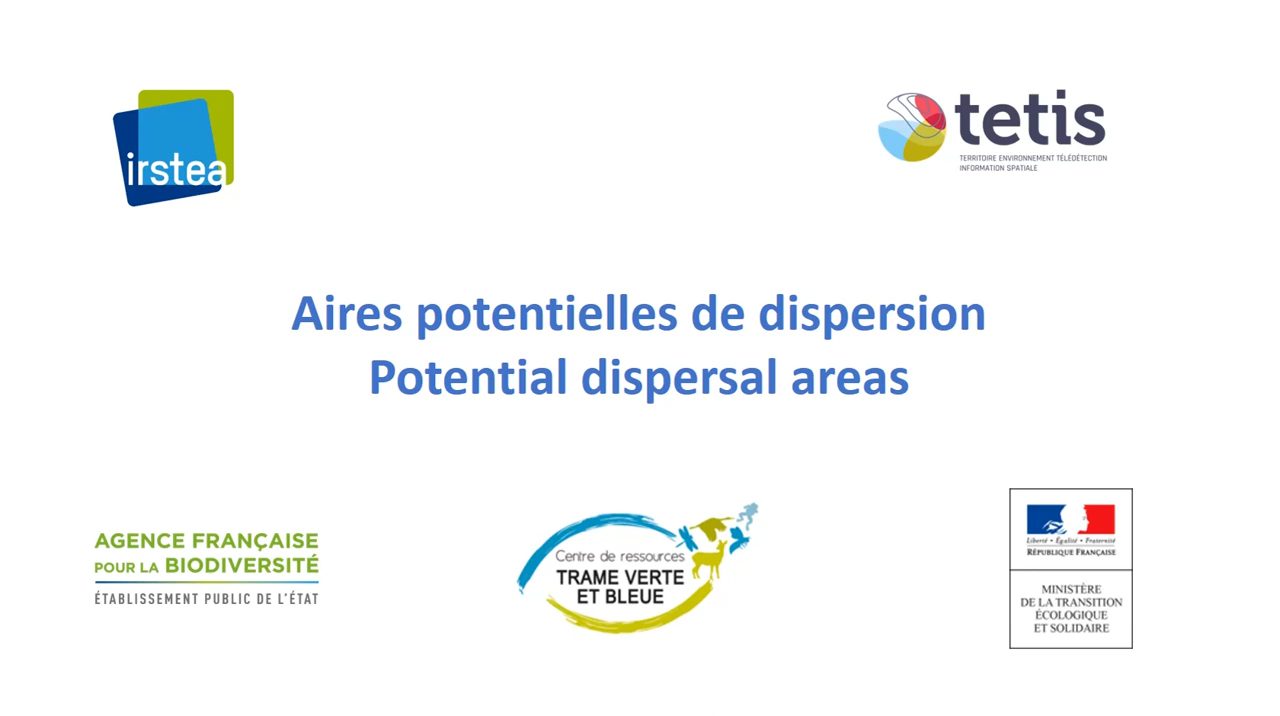 irstea
tetis
TERRITOIRE ENVIRONNEMENT TÉLÉDÉTECTION
INFORMATION SPATIALE
Aires potentielles de dispersion
Potential dispersal areas
AGENCE FRANÇAISE
POUR LA BIODIVERSITÉ
ÉTABLISSEMENT PUBLIC DE L'ÉTAT
Centre de ressources
TRAME VERTE
ET BLEUE
Liberté • Égalité • Fraternité
RÉPUBLIQUE FRANÇAISE
MINISTÈRE
DE LA TRANSITION
ÉCOLOGIQUE
ET SOLIDAIRE